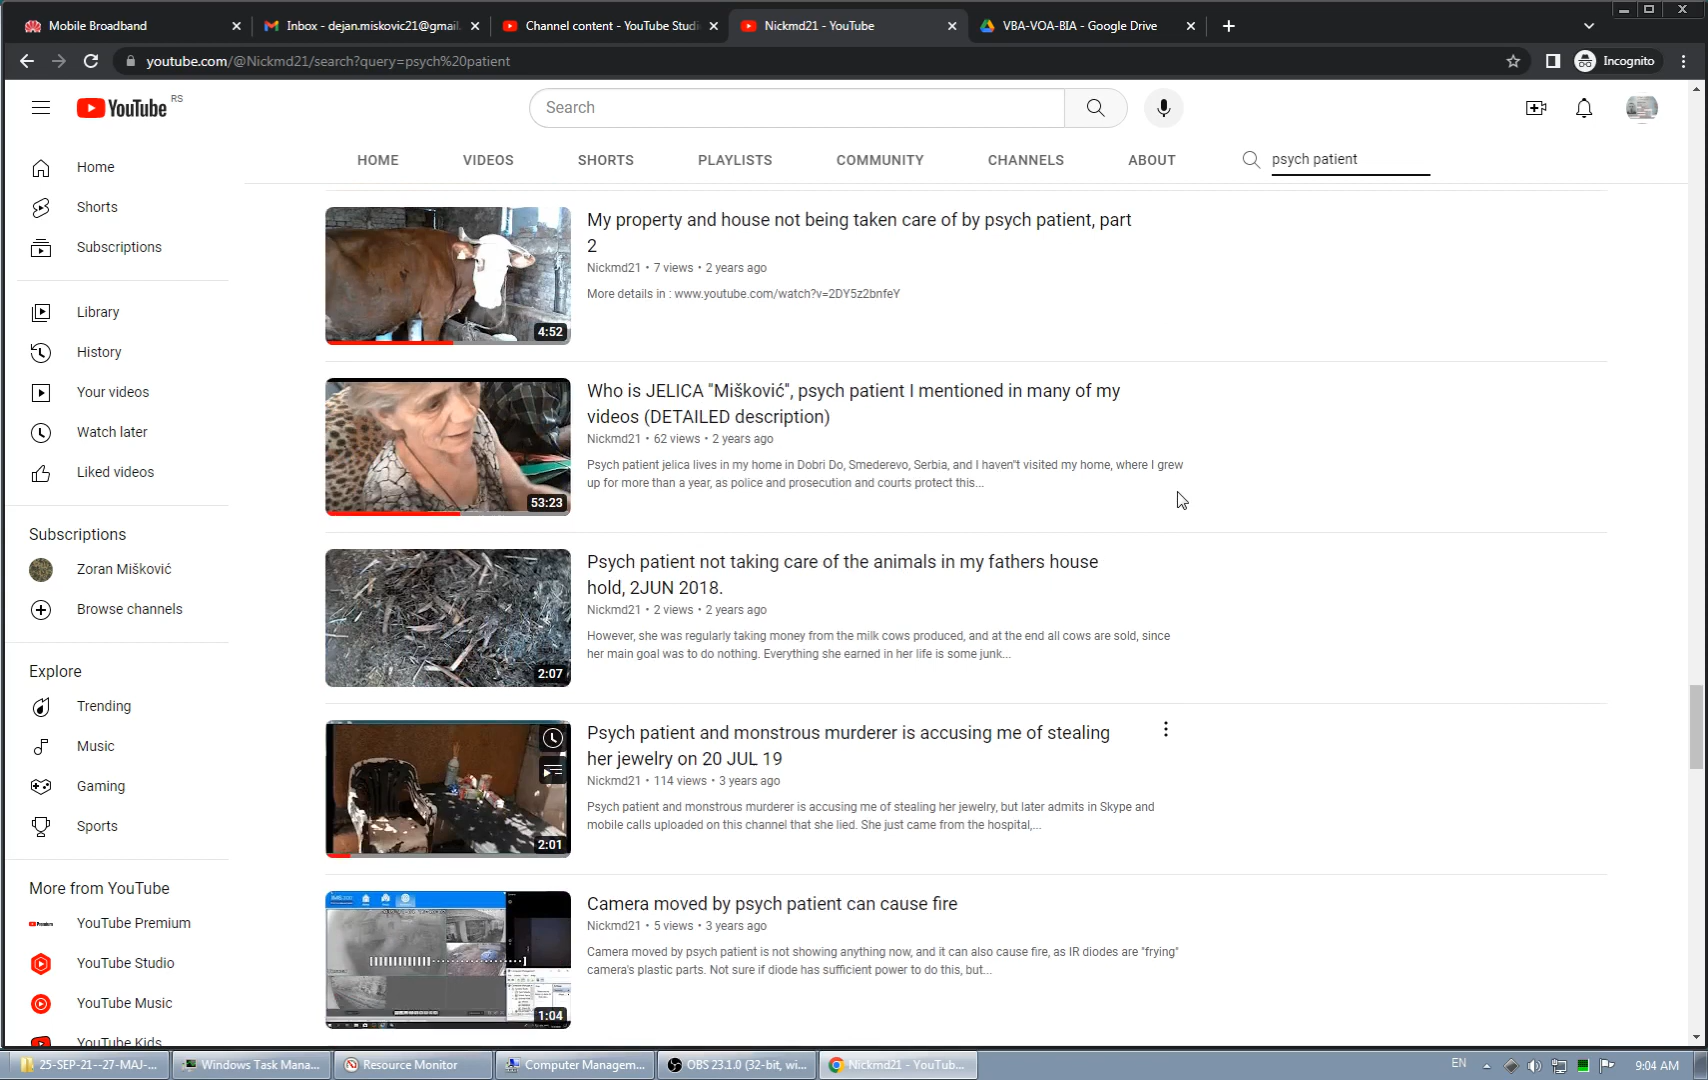 Mobile Broadband
Inbox - dejan.miskovic21@gmail.
Channel content - YouTube Studi
Nickmd21 - YouTube
VBA-VOA-BIA - Google Drive
youtube.com/@Nickmd21/search?query=psych%20patient
Incognito
YouTube RS
Search
HOME
VIDEOS
SHORTS
PLAYLISTS
COMMUNITY
CHANNELS
ABOUT
psych patient
Home
Shorts
Subscriptions
Library
History
Your videos
Watch later
Liked videos
Subscriptions
Zoran Mišković
Browse channels
Explore
Trending
Music
Gaming
Sports
More from YouTube
YouTube Premium
YouTube Studio
YouTube Music
YouTube Kids
4:52
My property and house not being taken care of by psych patient, part
2
Nickmd21 • 7 views • 2 years ago
More details in : www.youtube.com/watch?v=2DY5z2bnfeY
53:23
Who is JELICA "Mišković", psych patient I mentioned in many of my
videos (DETAILED description)
Nickmd21 • 62 views • 2 years ago
Psych patient jelica lives in my home in Dobri Do, Smederevo, Serbia, and I haven"t visited my home, where I grew
up for more than a year, as police and prosecution and courts protect this...
2:07
Psych patient not taking care of the animals in my fathers house
hold, 2JUN 2018.
Nickmd21 • 2 views • 2 years ago
However, she was regularly taking money from the milk cows produced, and at the end all cows are sold, since
her main goal was to do nothing. Everything she earned in her life is some junk...
2:01
Psych patient and monstrous murderer is accusing me of stealing
her jewelry on 20 JUL 19
Nickmd21 • 114 views • 3 years ago
Psych patient and monstrous murderer is accusing me of stealing her jewelry, but later admits in Skype and
mobile calls uploaded on this channel that she lied. She just came from the hospital,...
1:04
Camera moved by psych patient can cause fire
Nickmd21 • 5 views • 3 years ago
Camera moved by psych patient is not showing anything now, and it can also cause fire, as IR diodes are "frying"
camera's plastic parts. Not sure if diode has sufficient power to do this, but...
25-SEP-21--27-MAJ-...
Windows Task Mana...
Resource Monitor
Computer Managem...
OBS 23.1.0 (32-bit, wi...
Nickmd21 - YouTub...
EN
9:04 AM